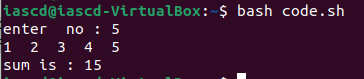 iascd@iascd-VirtualBox:~$ bash code.sh
enter  no : 5
1  2  3  4  5
sum is : 15